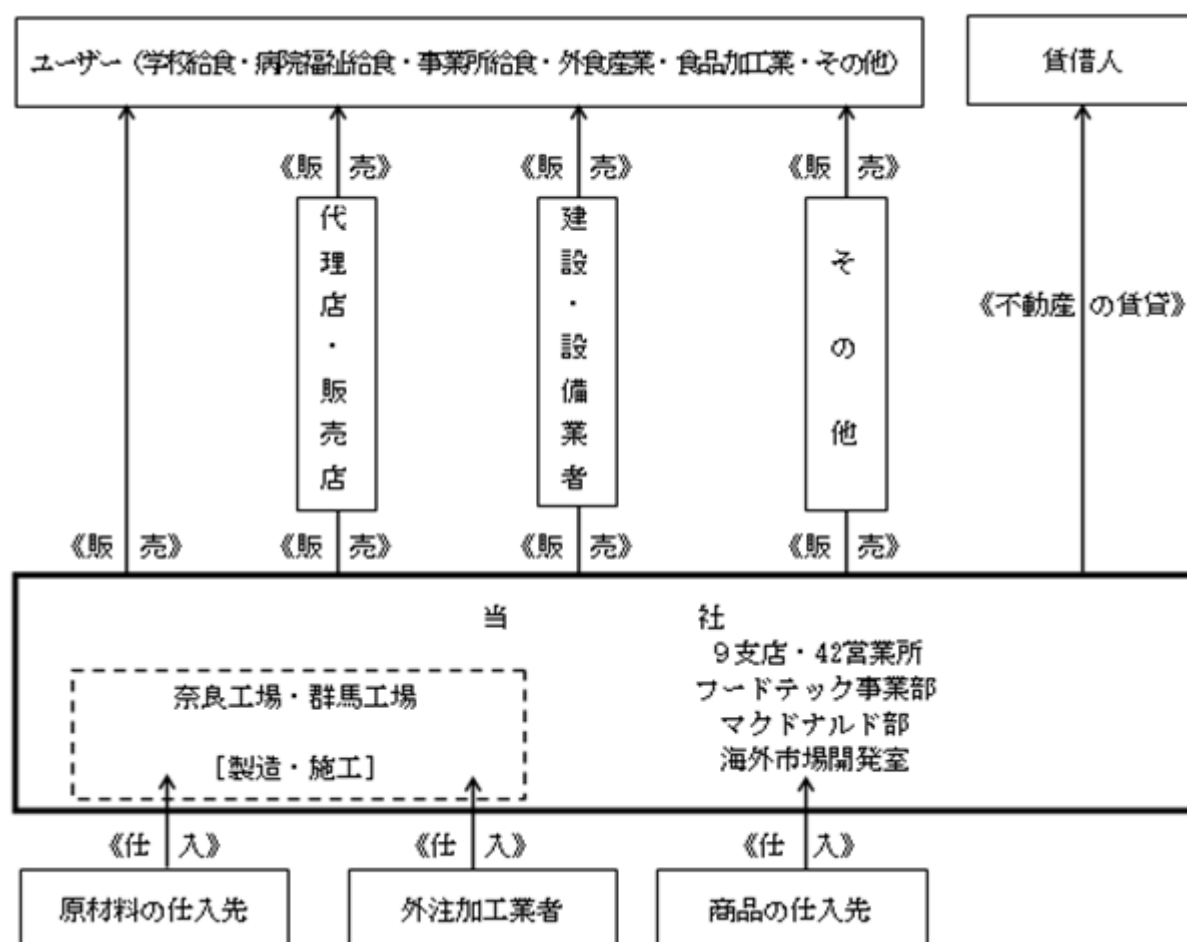 ユーザー（学校給食・病院福祉給食・事業所給食・外食産業・食品加工業・その他）
賃借人
《販　売》
《販　売》
《販　売》
代理店・販売店
建設・設備業者
その他
《不動産の賃貸》
《販　売》
《販　売》
《販　売》
《販　売》
当　社
９支店・42営業所
フードテック事業部
マクドナルド部
海外市場開発室
奈良工場・群馬工場
［製造・施工］
《仕　入》
《仕　入》
《仕　入》
原材料の仕入先
外注加工業者
商品の仕入先